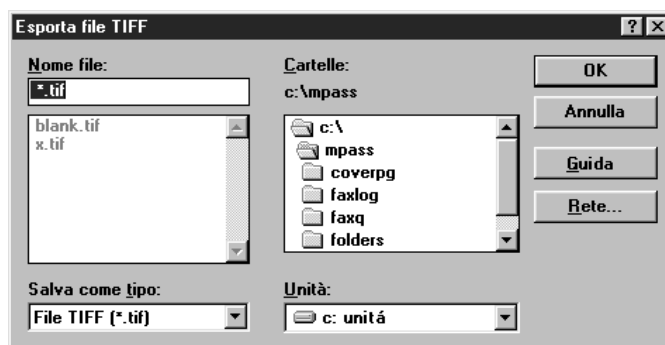 Esporta file TIFF
Nome file:
*.tif
blank.tif
x.tif
Salva come tipo:
File TIFF (*.tif)
Cartelle:
c:\mpass
c:\
mpass
coverpg
faxlog
faxq
folders
Unità:
c: unitá
OK
Annulla
Guida
Rete...